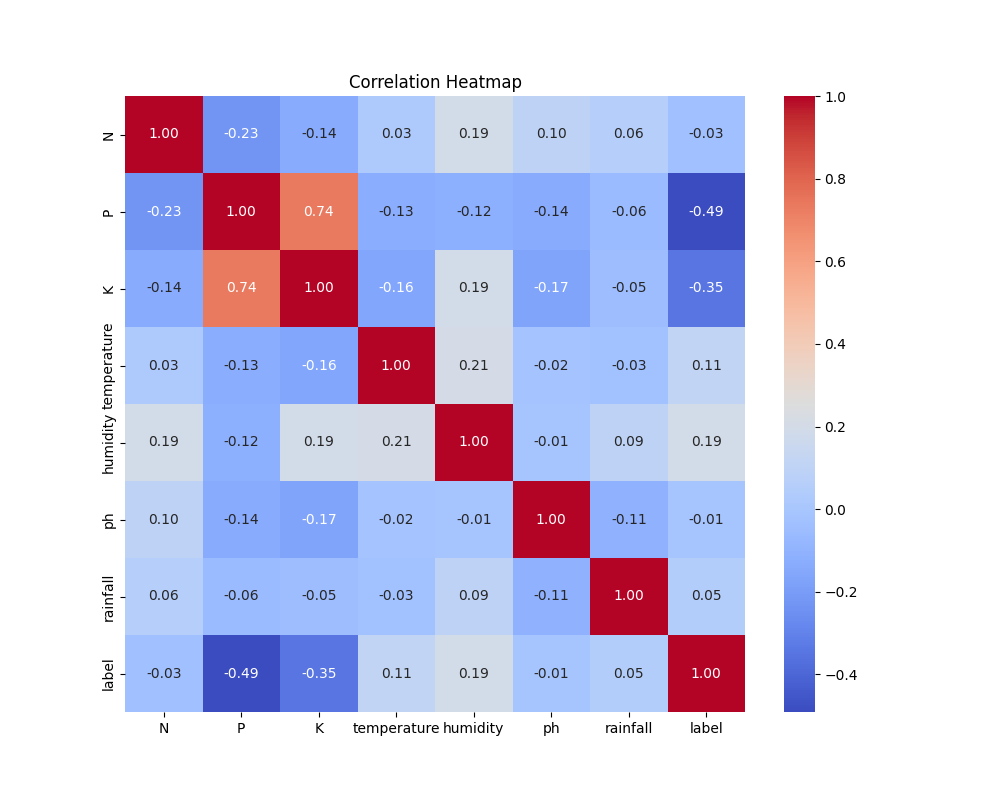 Correlation Heatmap
N 1.00 -0.23 -0.14 0.03 0.19 0.10 0.06 -0.03
P -0.23 1.00 0.74 -0.13 -0.12 -0.14 -0.06 -0.49
K -0.14 0.74 1.00 -0.16 0.19 -0.17 -0.05 -0.35
temperature 0.03 -0.13 -0.16 1.00 0.21 -0.02 -0.03 0.11
humidity 0.19 -0.12 0.19 0.21 1.00 -0.01 0.09 0.19
ph 0.10 -0.14 -0.17 -0.02 -0.01 1.00 -0.11 -0.01
rainfall 0.06 -0.06 -0.05 -0.03 0.09 -0.11 1.00 0.05
label -0.03 -0.49 -0.35 0.11 0.19 -0.01 0.05 1.00
N P K temperature humidity ph rainfall label
1.0
0.8
0.6
0.4
0.2
0.0
−0.2
−0.4